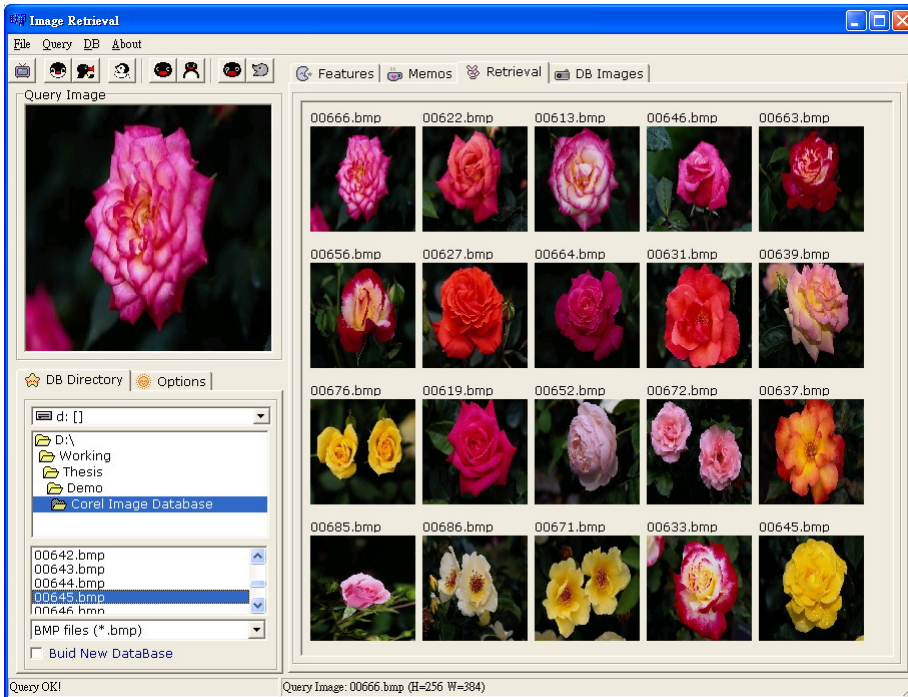 Image Retrieval
File Query DB About
Query Image
Features Memos Retrieval DB Images
00666.bmp 00622.bmp 00613.bmp 00646.bmp 00663.bmp
00656.bmp 00627.bmp 00664.bmp 00631.bmp 00639.bmp
00676.bmp 00619.bmp 00652.bmp 00672.bmp 00637.bmp
00685.bmp 00686.bmp 00671.bmp 00633.bmp 00645.bmp
DB Directory Options
d: []
D:\
Working
Thesis
Demo
Corel Image Database
00642.bmp
00643.bmp
00644.bmp
00645.bmp
00646.bmp
BMP files (*.bmp)
Buid New DataBase
Query OK!
Query Image: 00666.bmp (H=256 W=384)